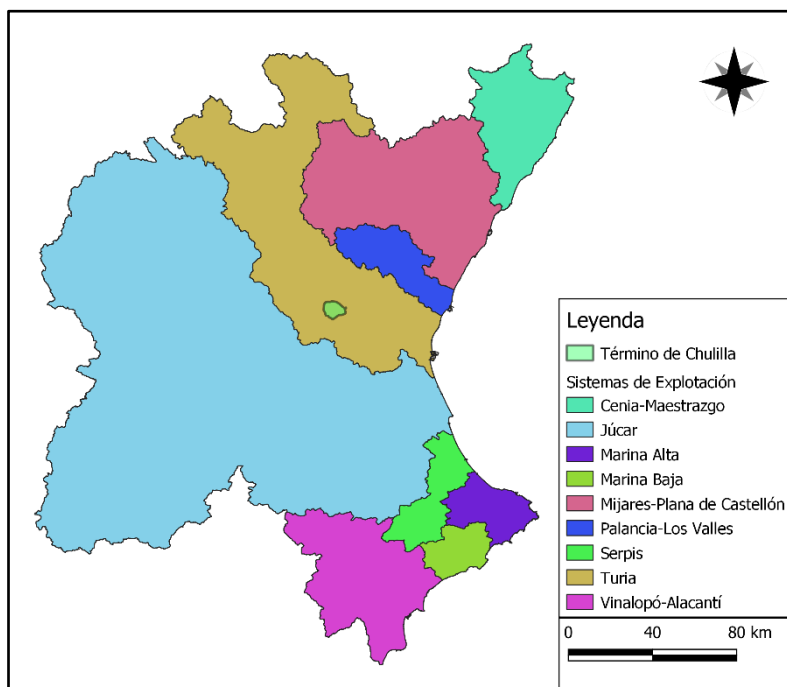 Leyenda
Término de Chulilla
Sistemas de Explotación
Cenia-Maestrazgo
Júcar
Marina Alta
Marina Baja
Mijares-Plana de Castellón
Palancia-Los Valles
Serpis
Turia
Vinalopó-Alacantí
0 40 80 km